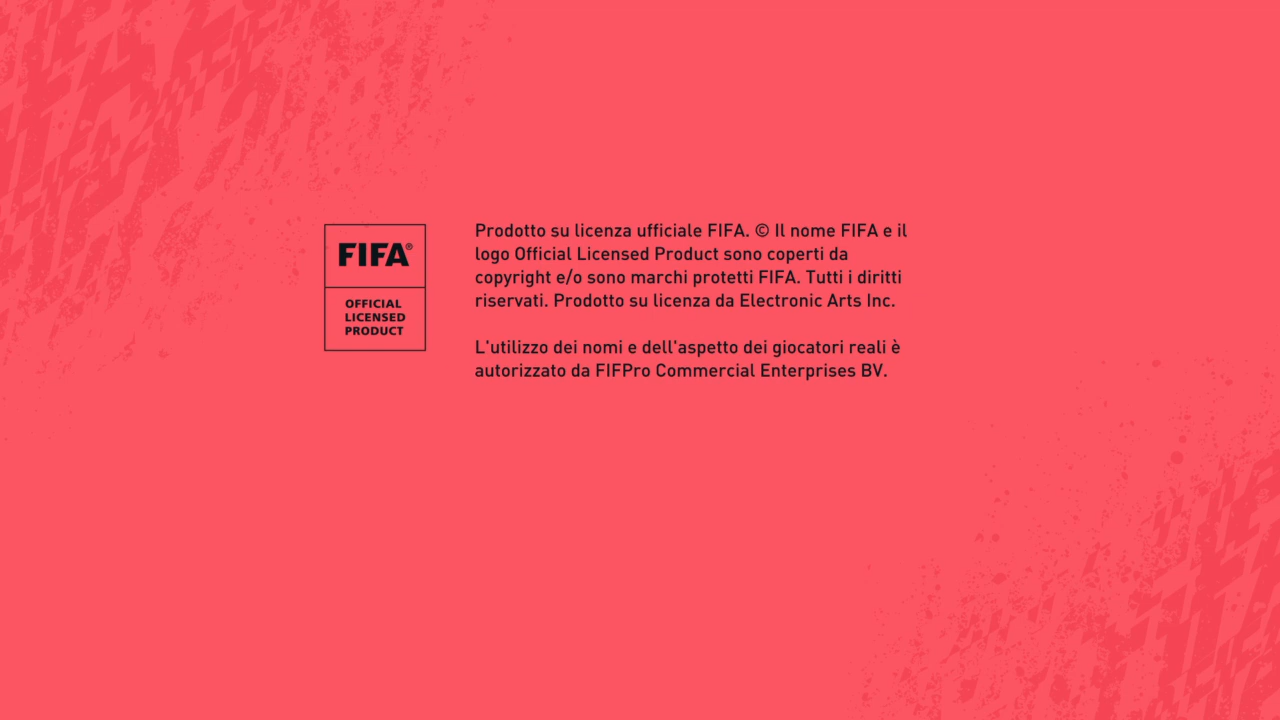 FIFA®
OFFICIAL
LICENSED
PRODUCT
Prodotto su licenza ufficiale FIFA. © Il nome FIFA e il
logo Official Licensed Product sono coperti da
copyright e/o sono marchi protetti FIFA. Tutti i diritti
riservati. Prodotto su licenza da Electronic Arts Inc.
L'utilizzo dei nomi e dell'aspetto dei giocatori reali è
autorizzato da FIFPro Commercial Enterprises BV.